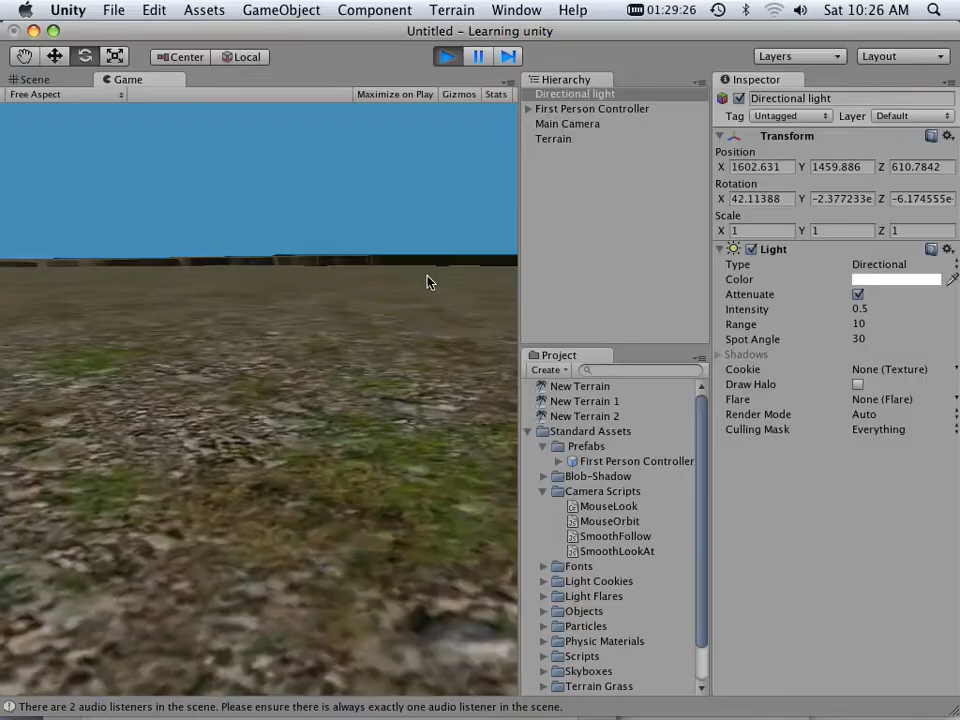 Unity File Edit Assets GameObject Component Terrain Window Help 01:29:26 Sat 10:26 AM
Untitled - Learning unity
Center Local Layers Layout
Scene Game
Free Aspect Maximize on Play Gizmos Stats
Hierarchy
Directional light
First Person Controller
Main Camera
Terrain
Project
Create
New Terrain
New Terrain 1
New Terrain 2
Standard Assets
Prefabs
First Person Controller
Blob-Shadow
Camera Scripts
MouseLook
MouseOrbit
SmoothFollow
SmoothLookAt
Fonts
Light Cookies
Light Flares
Objects
Particles
Physic Materials
Scripts
Skyboxes
Terrain Grass
Inspector
Directional light
Tag Untagged Layer Default
Transform
Position
X 1602.631 Y 1459.886 Z 610.7842
Rotation
X 42.11388 Y -2.377233e Z -6.174555e
Scale
X 1 Y 1 Z 1
Light
Type Directional
Color
Attenuate
Intensity 0.5
Range 10
Spot Angle 30
Shadows
Cookie None (Texture)
Draw Halo
Flare None (Flare)
Render Mode Auto
Culling Mask Everything
There are 2 audio listeners in the scene. Please ensure there is always exactly one audio listener in the scene.